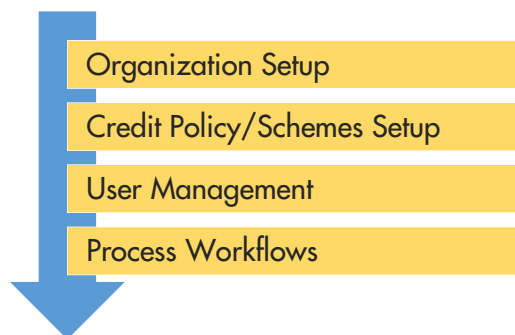 Organization Setup
Credit Policy/Schemes Setup
User Management
Process Workflows